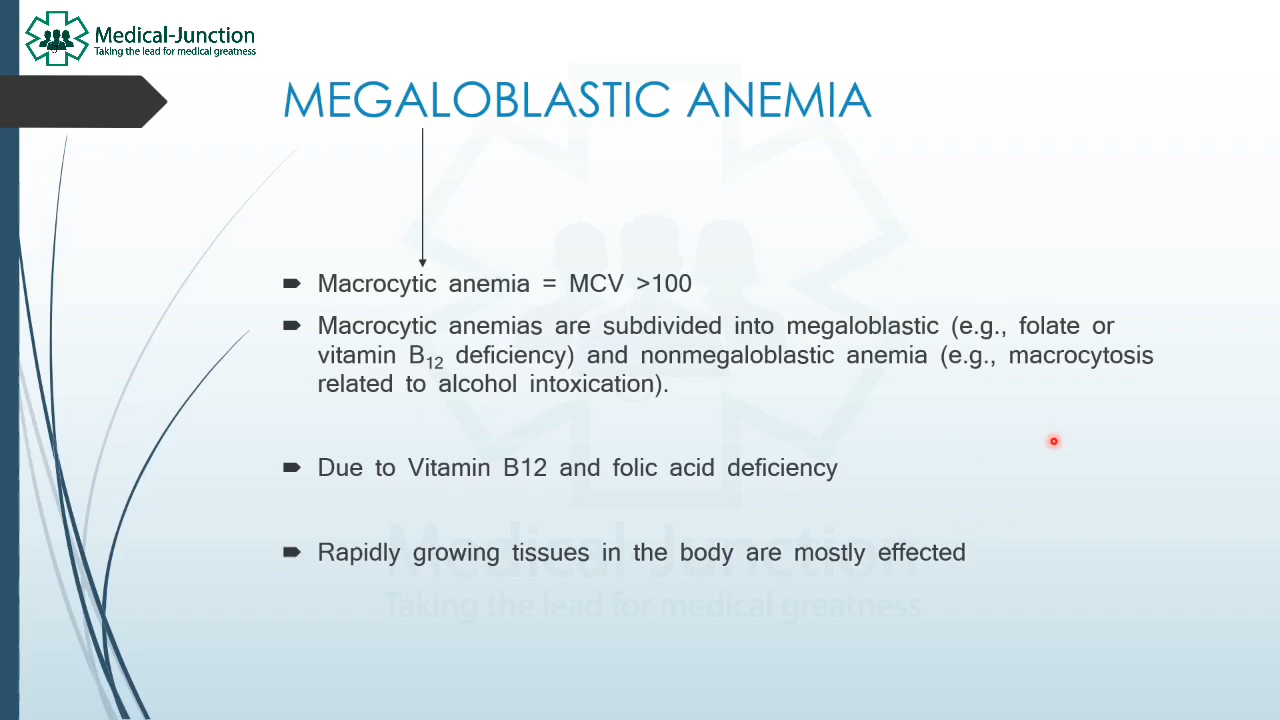 Medical-Junction
Taking the lead for medical greatness
MEGALOBLASTIC ANEMIA
Macrocytic anemia = MCV >100
Macrocytic anemias are subdivided into megaloblastic (e.g., folate or
vitamin B12 deficiency) and nonmegaloblastic anemia (e.g., macrocytosis
related to alcohol intoxication).
Due to Vitamin B12 and folic acid deficiency
Rapidly growing tissues in the body are mostly effected
Medical-Junction
Taking the lead for medical greatness